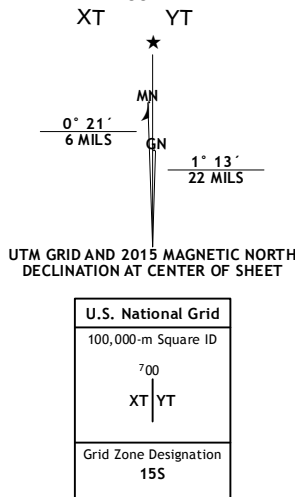 XT YT
★
MN
0° 21´
6 MILS
GN
1° 13´
22 MILS
UTM GRID AND 2015 MAGNETIC NORTH
DECLINATION AT CENTER OF SHEET
U.S. National Grid
100,000-m Square ID
700
XT YT
Grid Zone Designation
15S